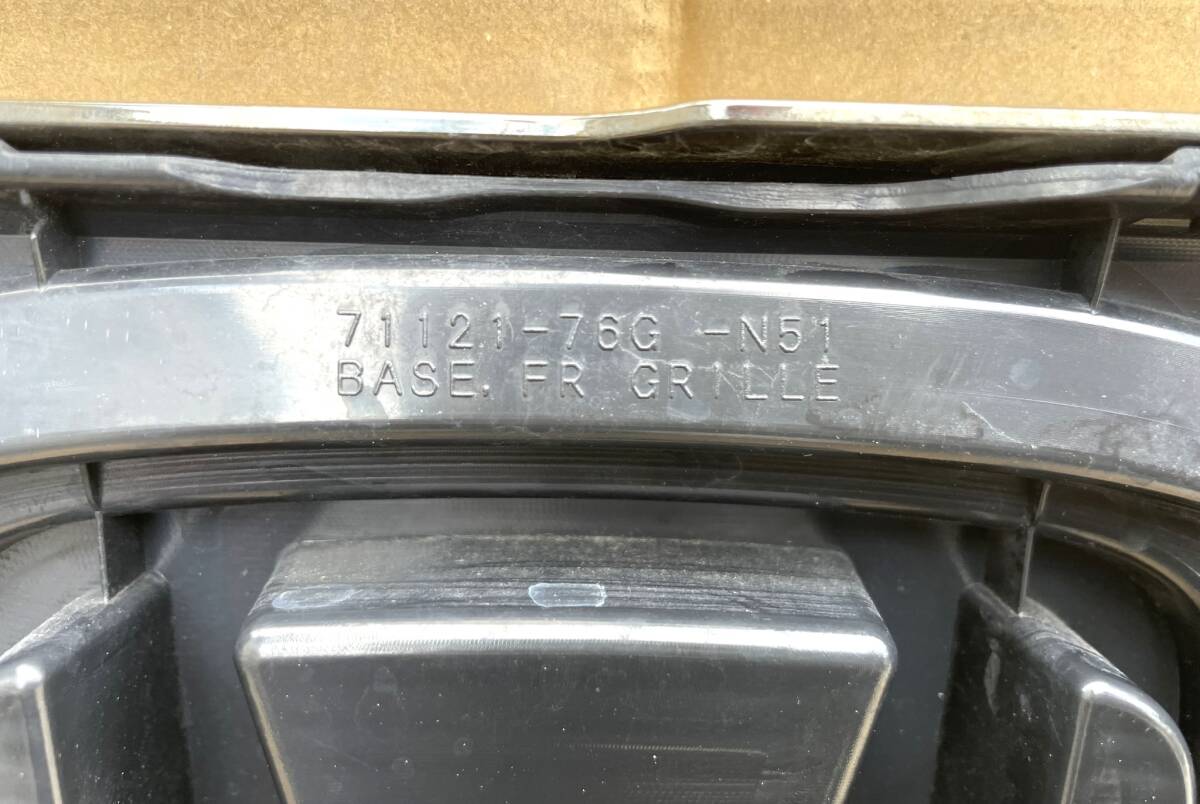 71121-76G -N51
BASE, FR GRILLE